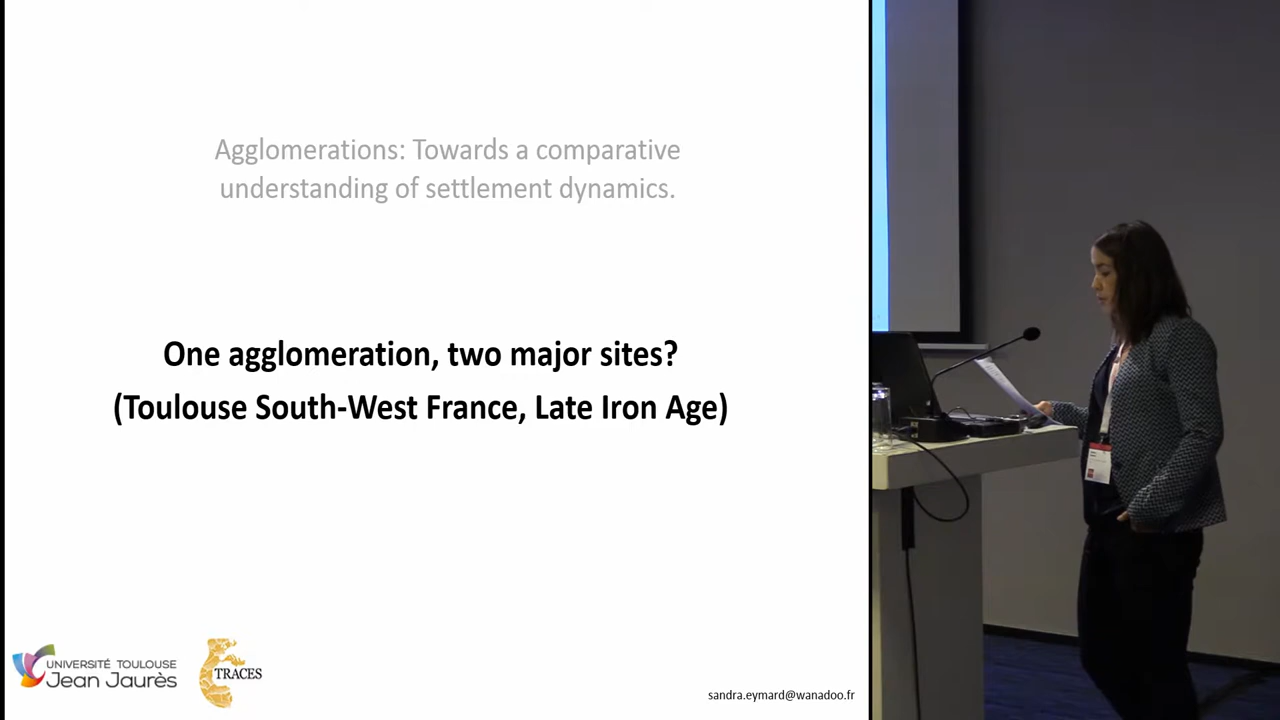 Agglomerations: Towards a comparative
understanding of settlement dynamics.
One agglomeration, two major sites?
(Toulouse South-West France, Late Iron Age)
UNIVERSITÉ TOULOUSE
Jean Jaurès
TRACES
sandra.eymard@wanadoo.fr